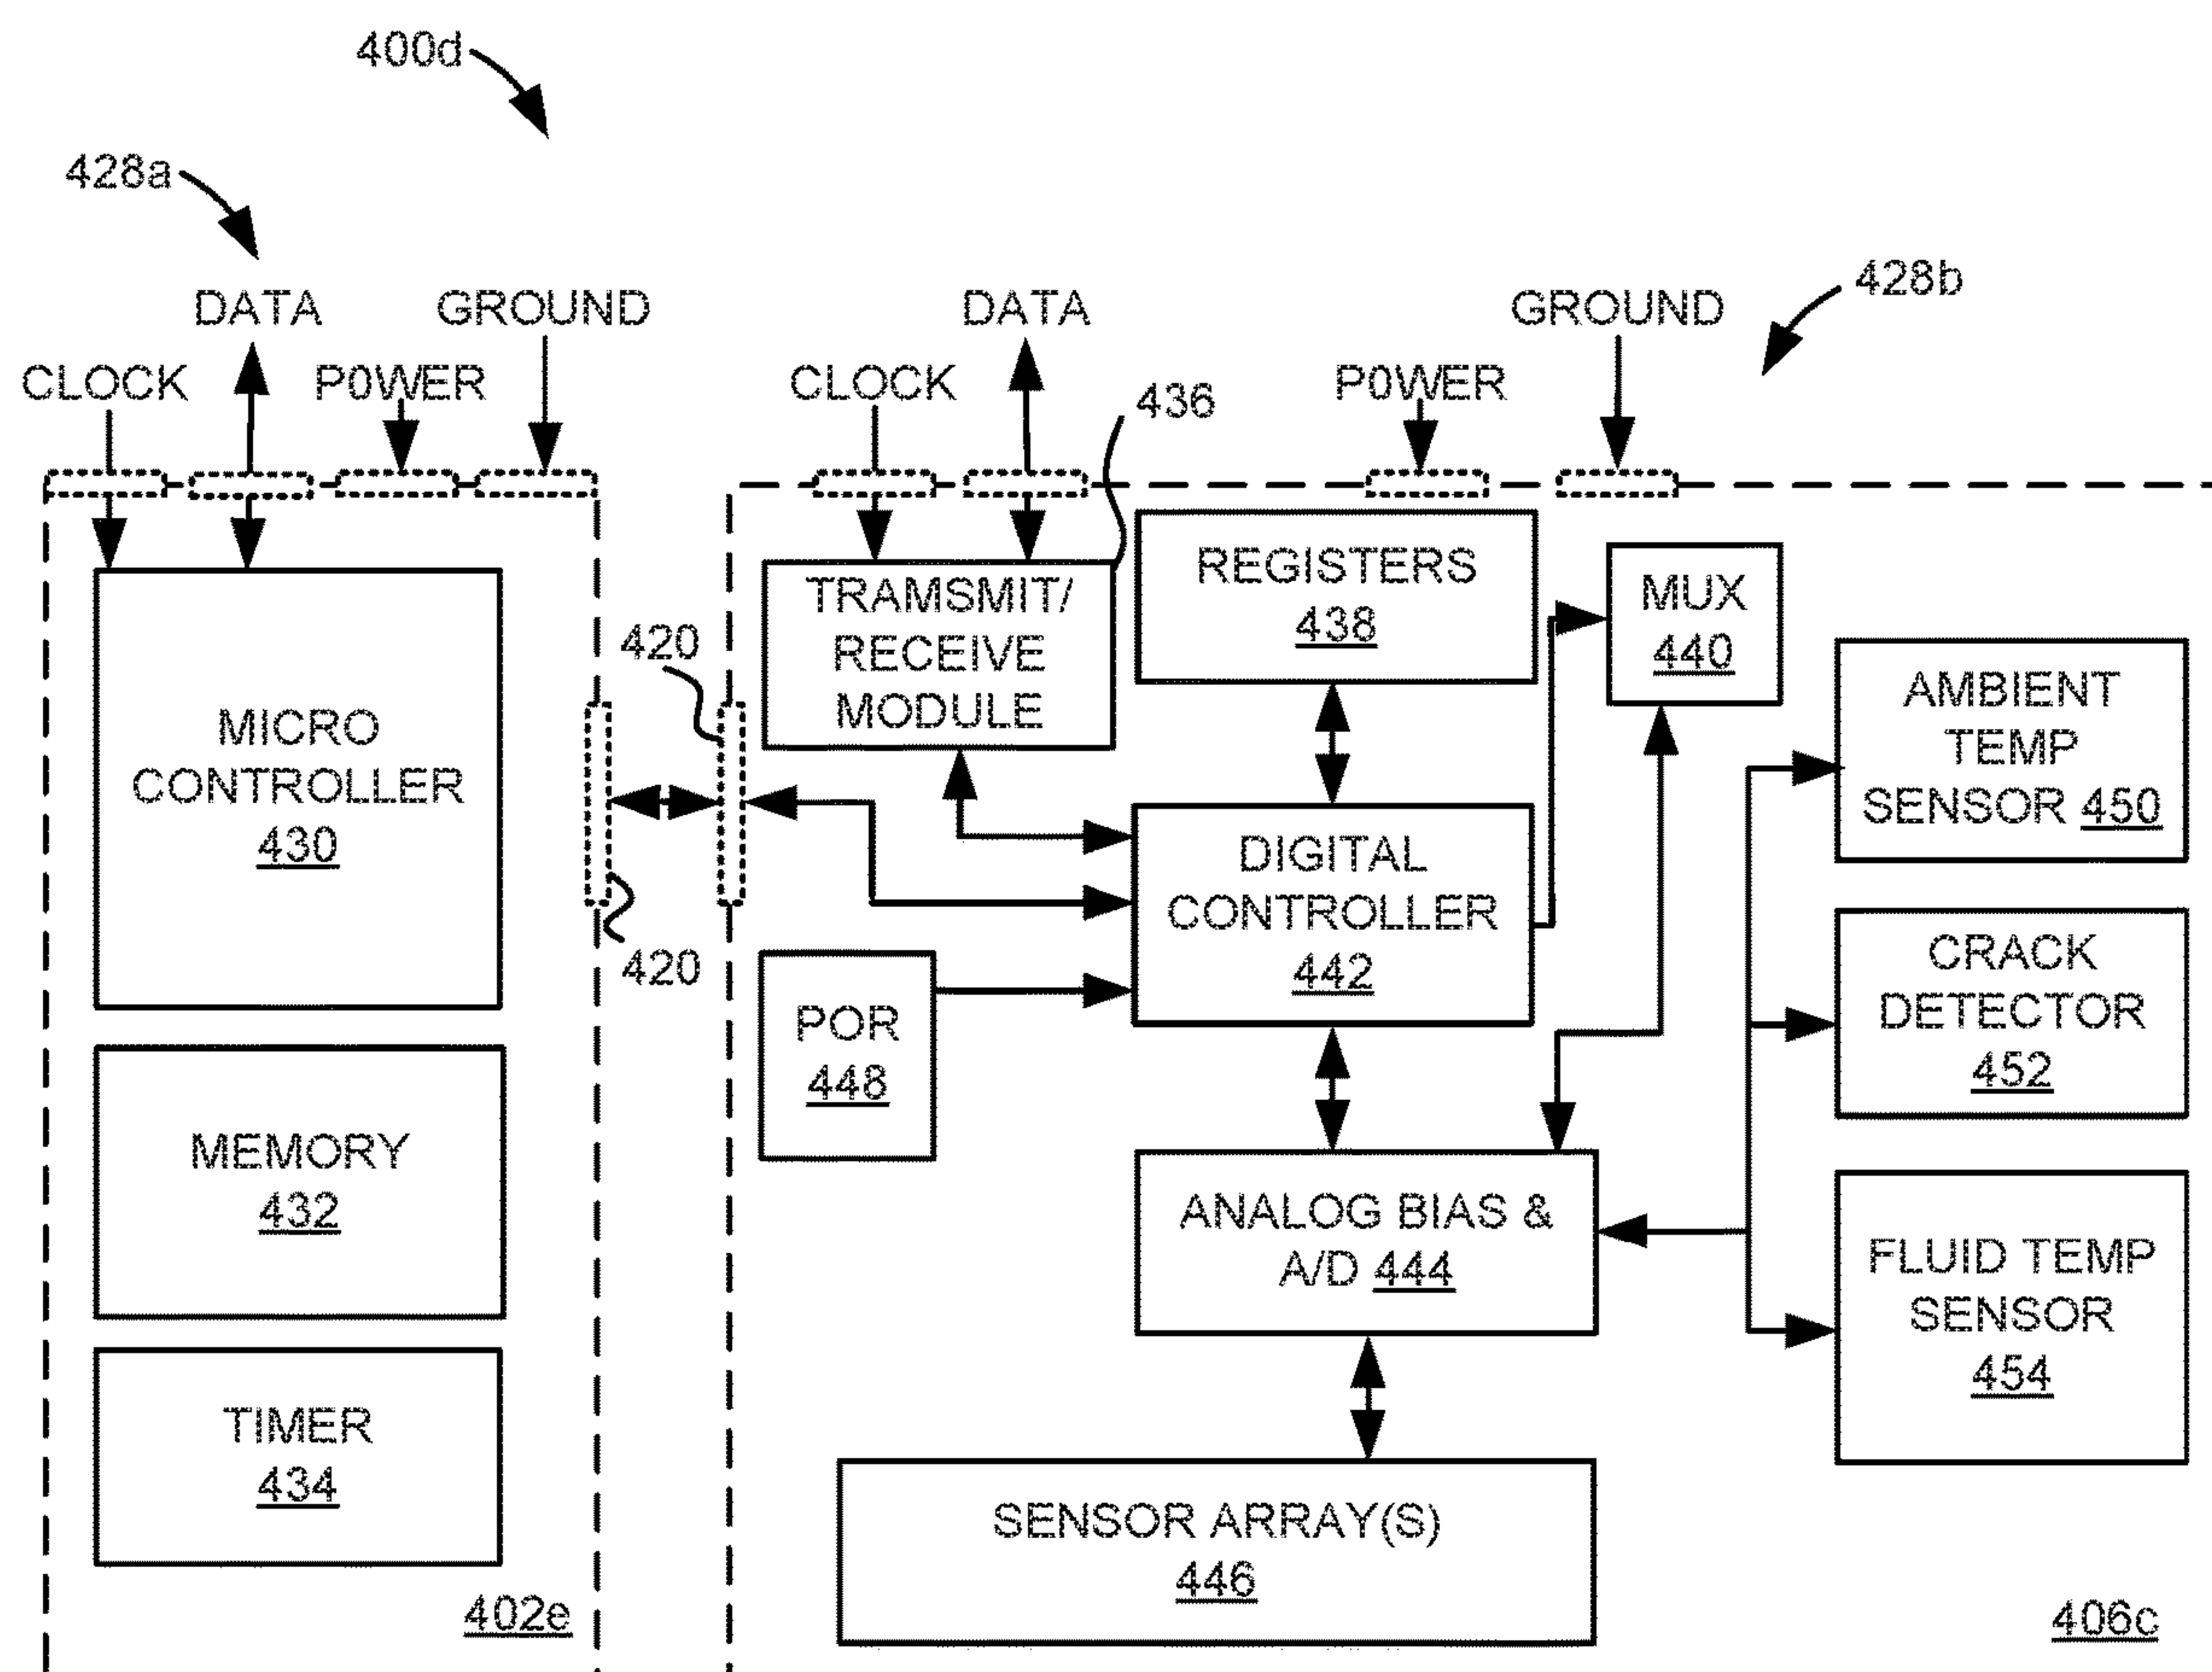 400d
428a
428b
DATA
GROUND
DATA
GROUND
CLOCK
P0WER
CLOCK
P0WER
436
TRAMSMIT/
RECEIVE
MODULE
REGISTERS
438
MUX
440
MICRO
CONTROLLER
430
420
420
AMBIENT
TEMP
SENSOR 450
DIGITAL
CONTROLLER
442
CRACK
DETECTOR
452
POR
448
MEMORY
432
ANALOG BIAS &
A/D 444
FLUID TEMP
SENSOR
454
TIMER
434
SENSOR ARRAY(S)
446
402e
406c